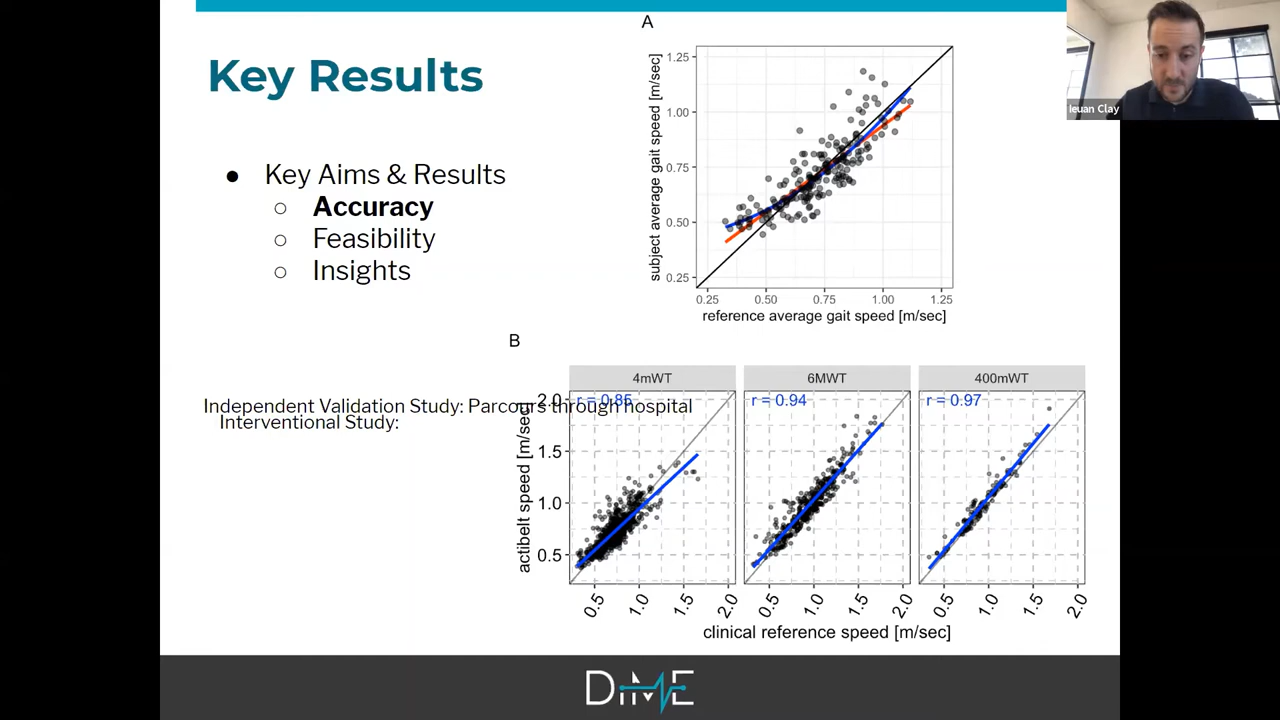 A
Key Results
Ieuan Clay
● Key Aims & Results
○ Accuracy
○ Feasibility
○ Insights
subject average gait speed [m/sec]
1.25
1.00
0.75
0.50
0.25
0.25 0.50 0.75 1.00 1.25
reference average gait speed [m/sec]
B
4mWT 6MWT 400mWT
r = 0.85 r = 0.94 r = 0.97
Independent Validation Study: Parcours through hospital
Interventional Study:
actibelt speed [m/sec]
2.0
1.5
1.0
0.5
0.5 1.0 1.5 2.0 0.5 1.0 1.5 2.0 0.5 1.0 1.5 2.0
clinical reference speed [m/sec]
DiME